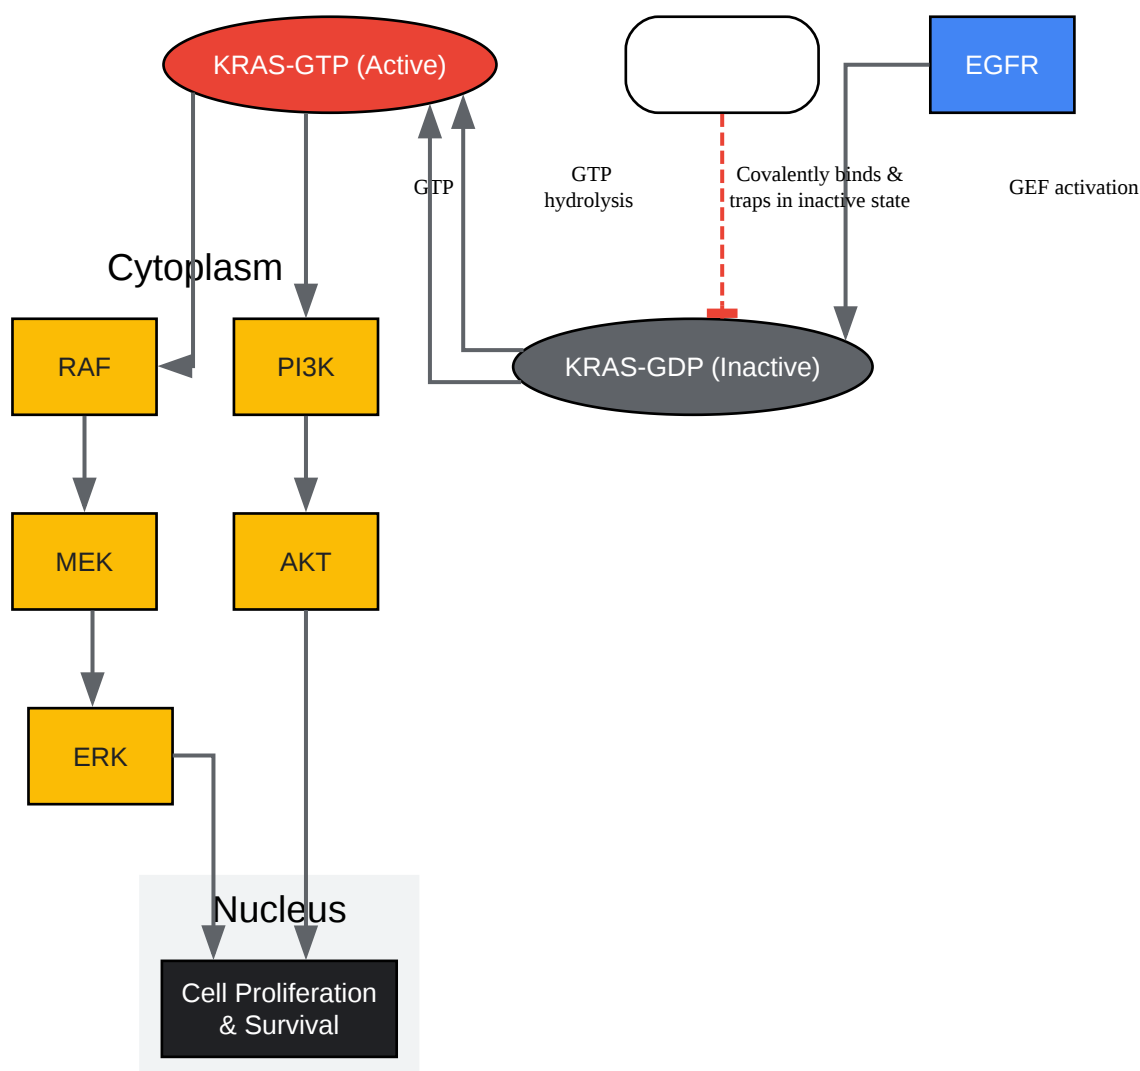 KRAS-GTP (Active)
EGFR
GTP
GTP
hydrolysis
Covalently binds &
traps in inactive state
GEF activation
Cytoplasm
RAF
PI3K
KRAS-GDP (Inactive)
MEK
AKT
ERK
Nucleus
Cell Proliferation
& Survival